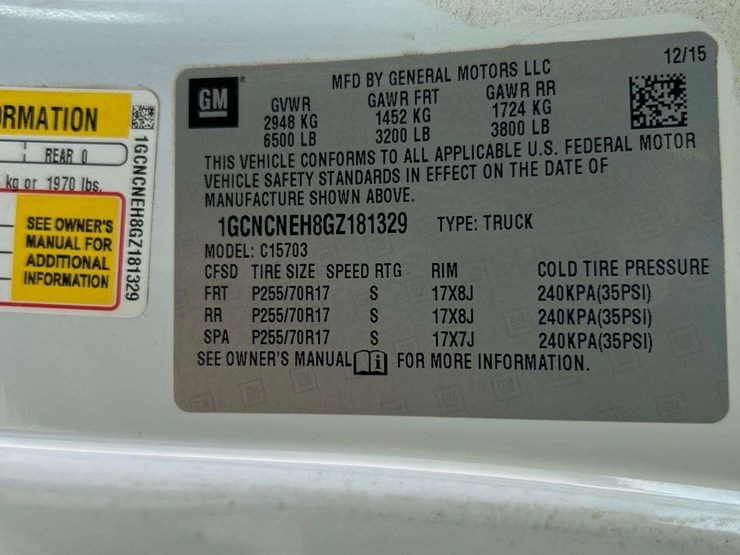 RMATION
REAR 0
kg or 1970 lbs.
SEE OWNER'S
MANUAL FOR
ADDITIONAL
INFORMATION
1GCNCNEH8GZ181329
GM
MFD BY GENERAL MOTORS LLC
12/15
GVWR GAWR FRT GAWR RR
2948 KG 1452 KG 1724 KG
6500 LB 3200 LB 3800 LB
THIS VEHICLE CONFORMS TO ALL APPLICABLE U.S. FEDERAL MOTOR
VEHICLE SAFETY STANDARDS IN EFFECT ON THE DATE OF
MANUFACTURE SHOWN ABOVE.
1GCNCNEH8GZ181329 TYPE: TRUCK
MODEL: C15703
CFSD TIRE SIZE SPEED RTG RIM COLD TIRE PRESSURE
FRT P255/70R17 S 17X8J 240KPA(35PSI)
RR P255/70R17 S 17X8J 240KPA(35PSI)
SPA P255/70R17 S 17X7J 240KPA(35PSI)
SEE OWNER'S MANUAL i FOR MORE INFORMATION.